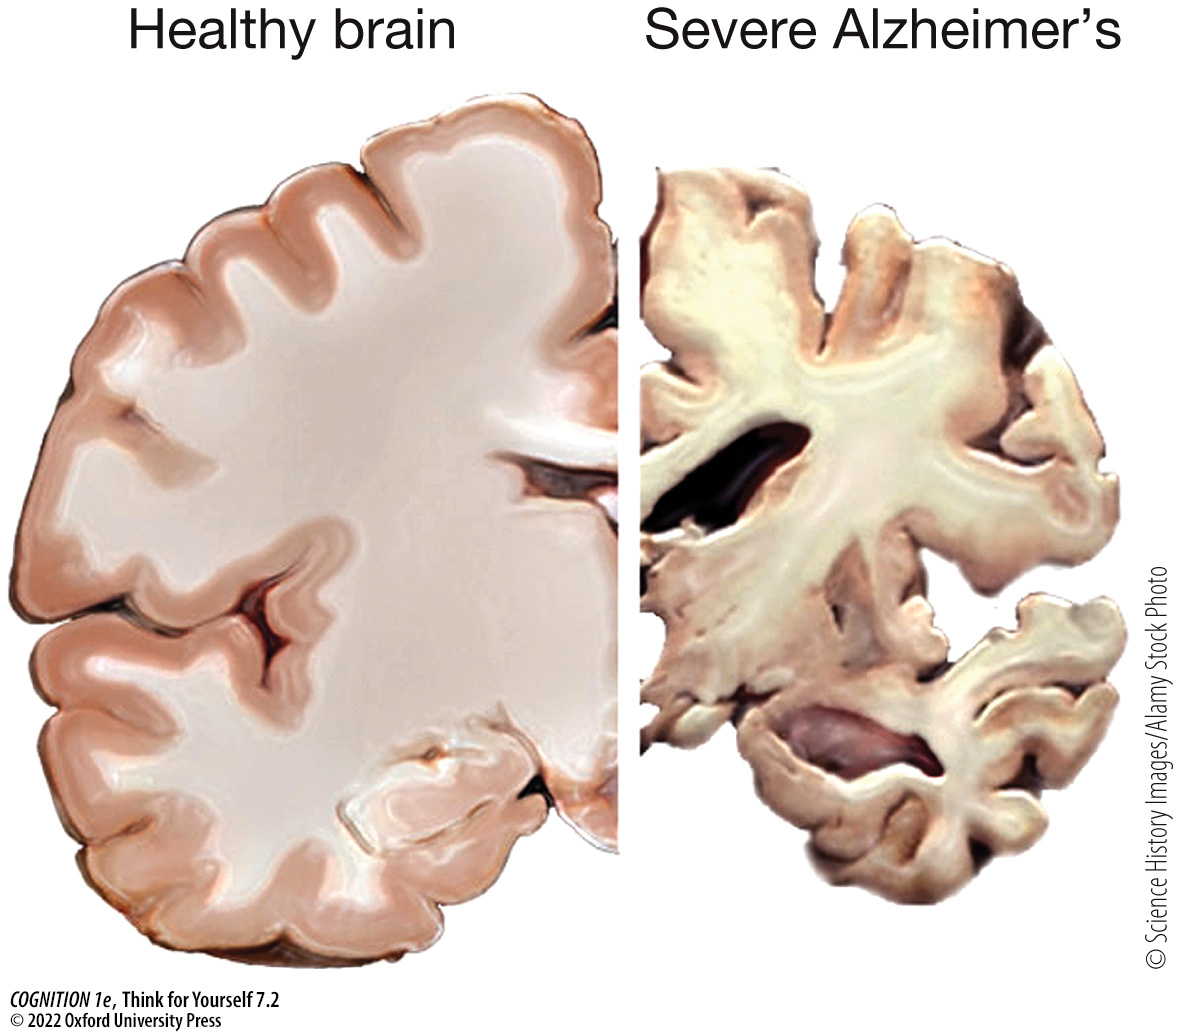 Healthy brain
Severe Alzheimer’s
© Science History Images/Alamy Stock Photo
COGNITION 1e, Think for Yourself 7.2
© 2022 Oxford University Press